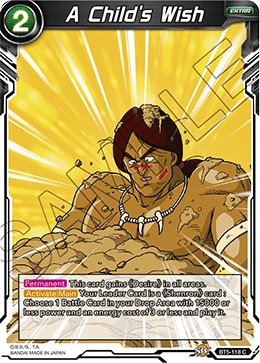 2
A Child's Wish
EXTRA
SAMPLE
Permanent This card gains 《Desire》 in all areas.
Activate:Main Your Leader Card is a 《Shenron》 card :
Choose 1 Battle Card in your Drop Area with 15000 or
less power and an energy cost of 3 or less and play it.
©B.S./S., T.A.
BANDAI MADE IN JAPAN
BT5-118 C